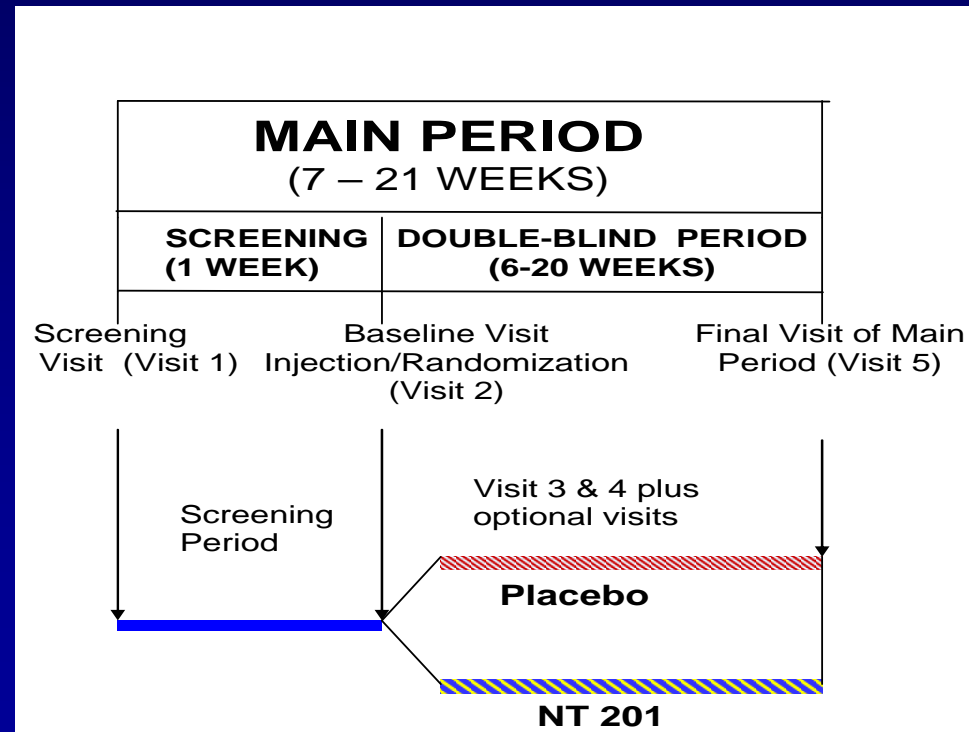 MAIN PERIOD
(7 – 21 WEEKS)
SCREENING
(1 WEEK)
DOUBLE-BLIND PERIOD
(6-20 WEEKS)
Screening
Visit (Visit 1)
Baseline Visit
Injection/Randomization
(Visit 2)
Final Visit of Main
Period (Visit 5)
Screening
Period
Visit 3 & 4 plus
optional visits
Placebo
NT 201